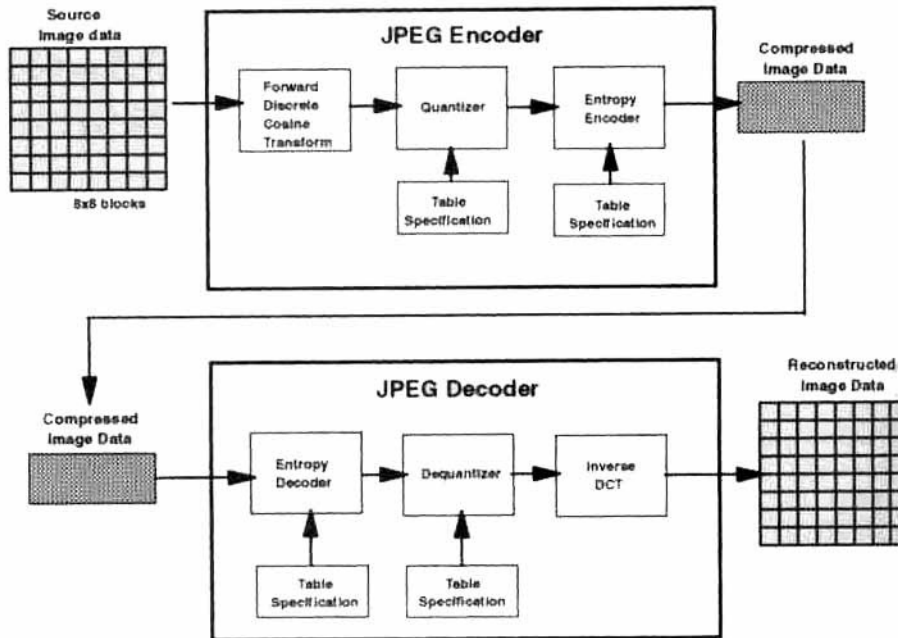 Source
Image data
8x8 blocks
JPEG Encoder
Forward
Discrete
Cosine
Transform
Quantizer
Entropy
Encoder
Table
Specification
Table
Specification
Compressed
Image Data
Compressed
Image Data
JPEG Decoder
Entropy
Decoder
Dequantizer
Inverse
DCT
Table
Specification
Table
Specification
Reconstructed
Image Data